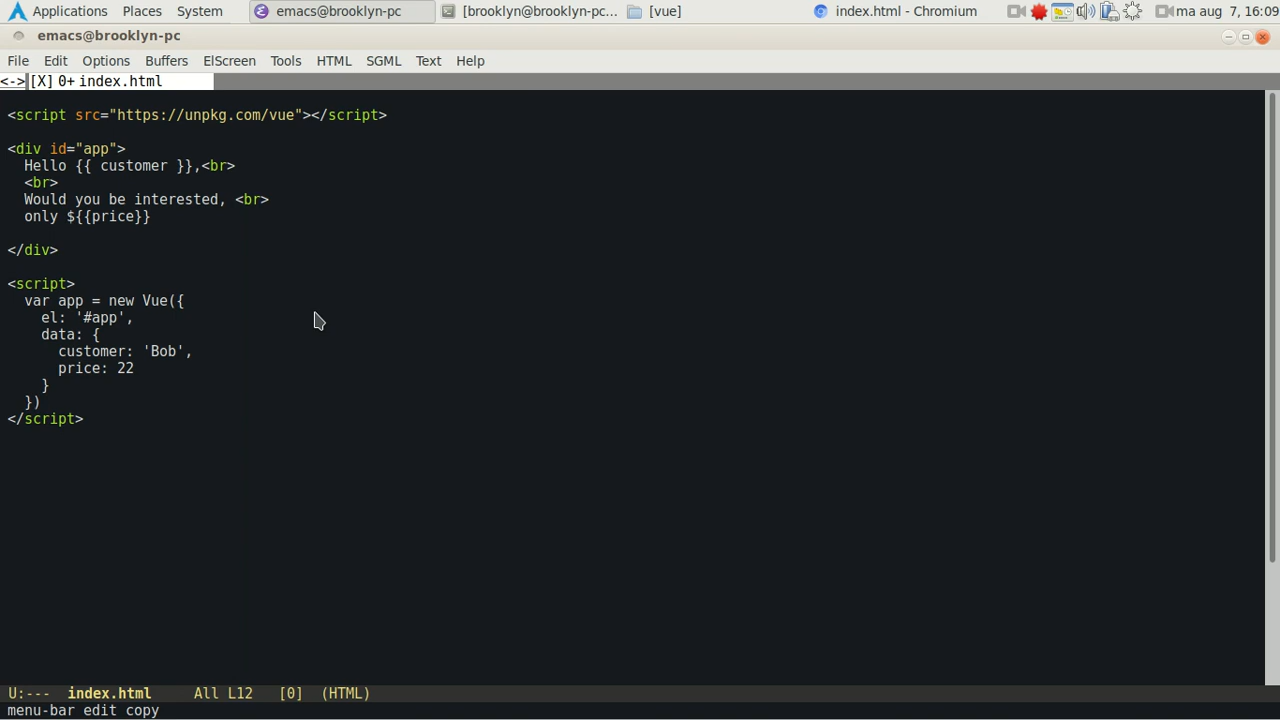 Applications Places System emacs@brooklyn-pc [brooklyn@brooklyn-pc... [vue] index.html - Chromium ma aug 7, 16:09
emacs@brooklyn-pc
File Edit Options Buffers ElScreen Tools HTML SGML Text Help
<-> [X] 0+ index.html
<script src="https://unpkg.com/vue"></script>
<div id="app">
  Hello {{ customer }},<br>
  <br>
  Would you be interested, <br>
  only ${{price}}
</div>
<script>
  var app = new Vue({
    el: '#app',
    data: {
      customer: 'Bob',
      price: 22
    }
  })
</script>
U:--- index.html All L12 [0] (HTML)
menu-bar edit copy